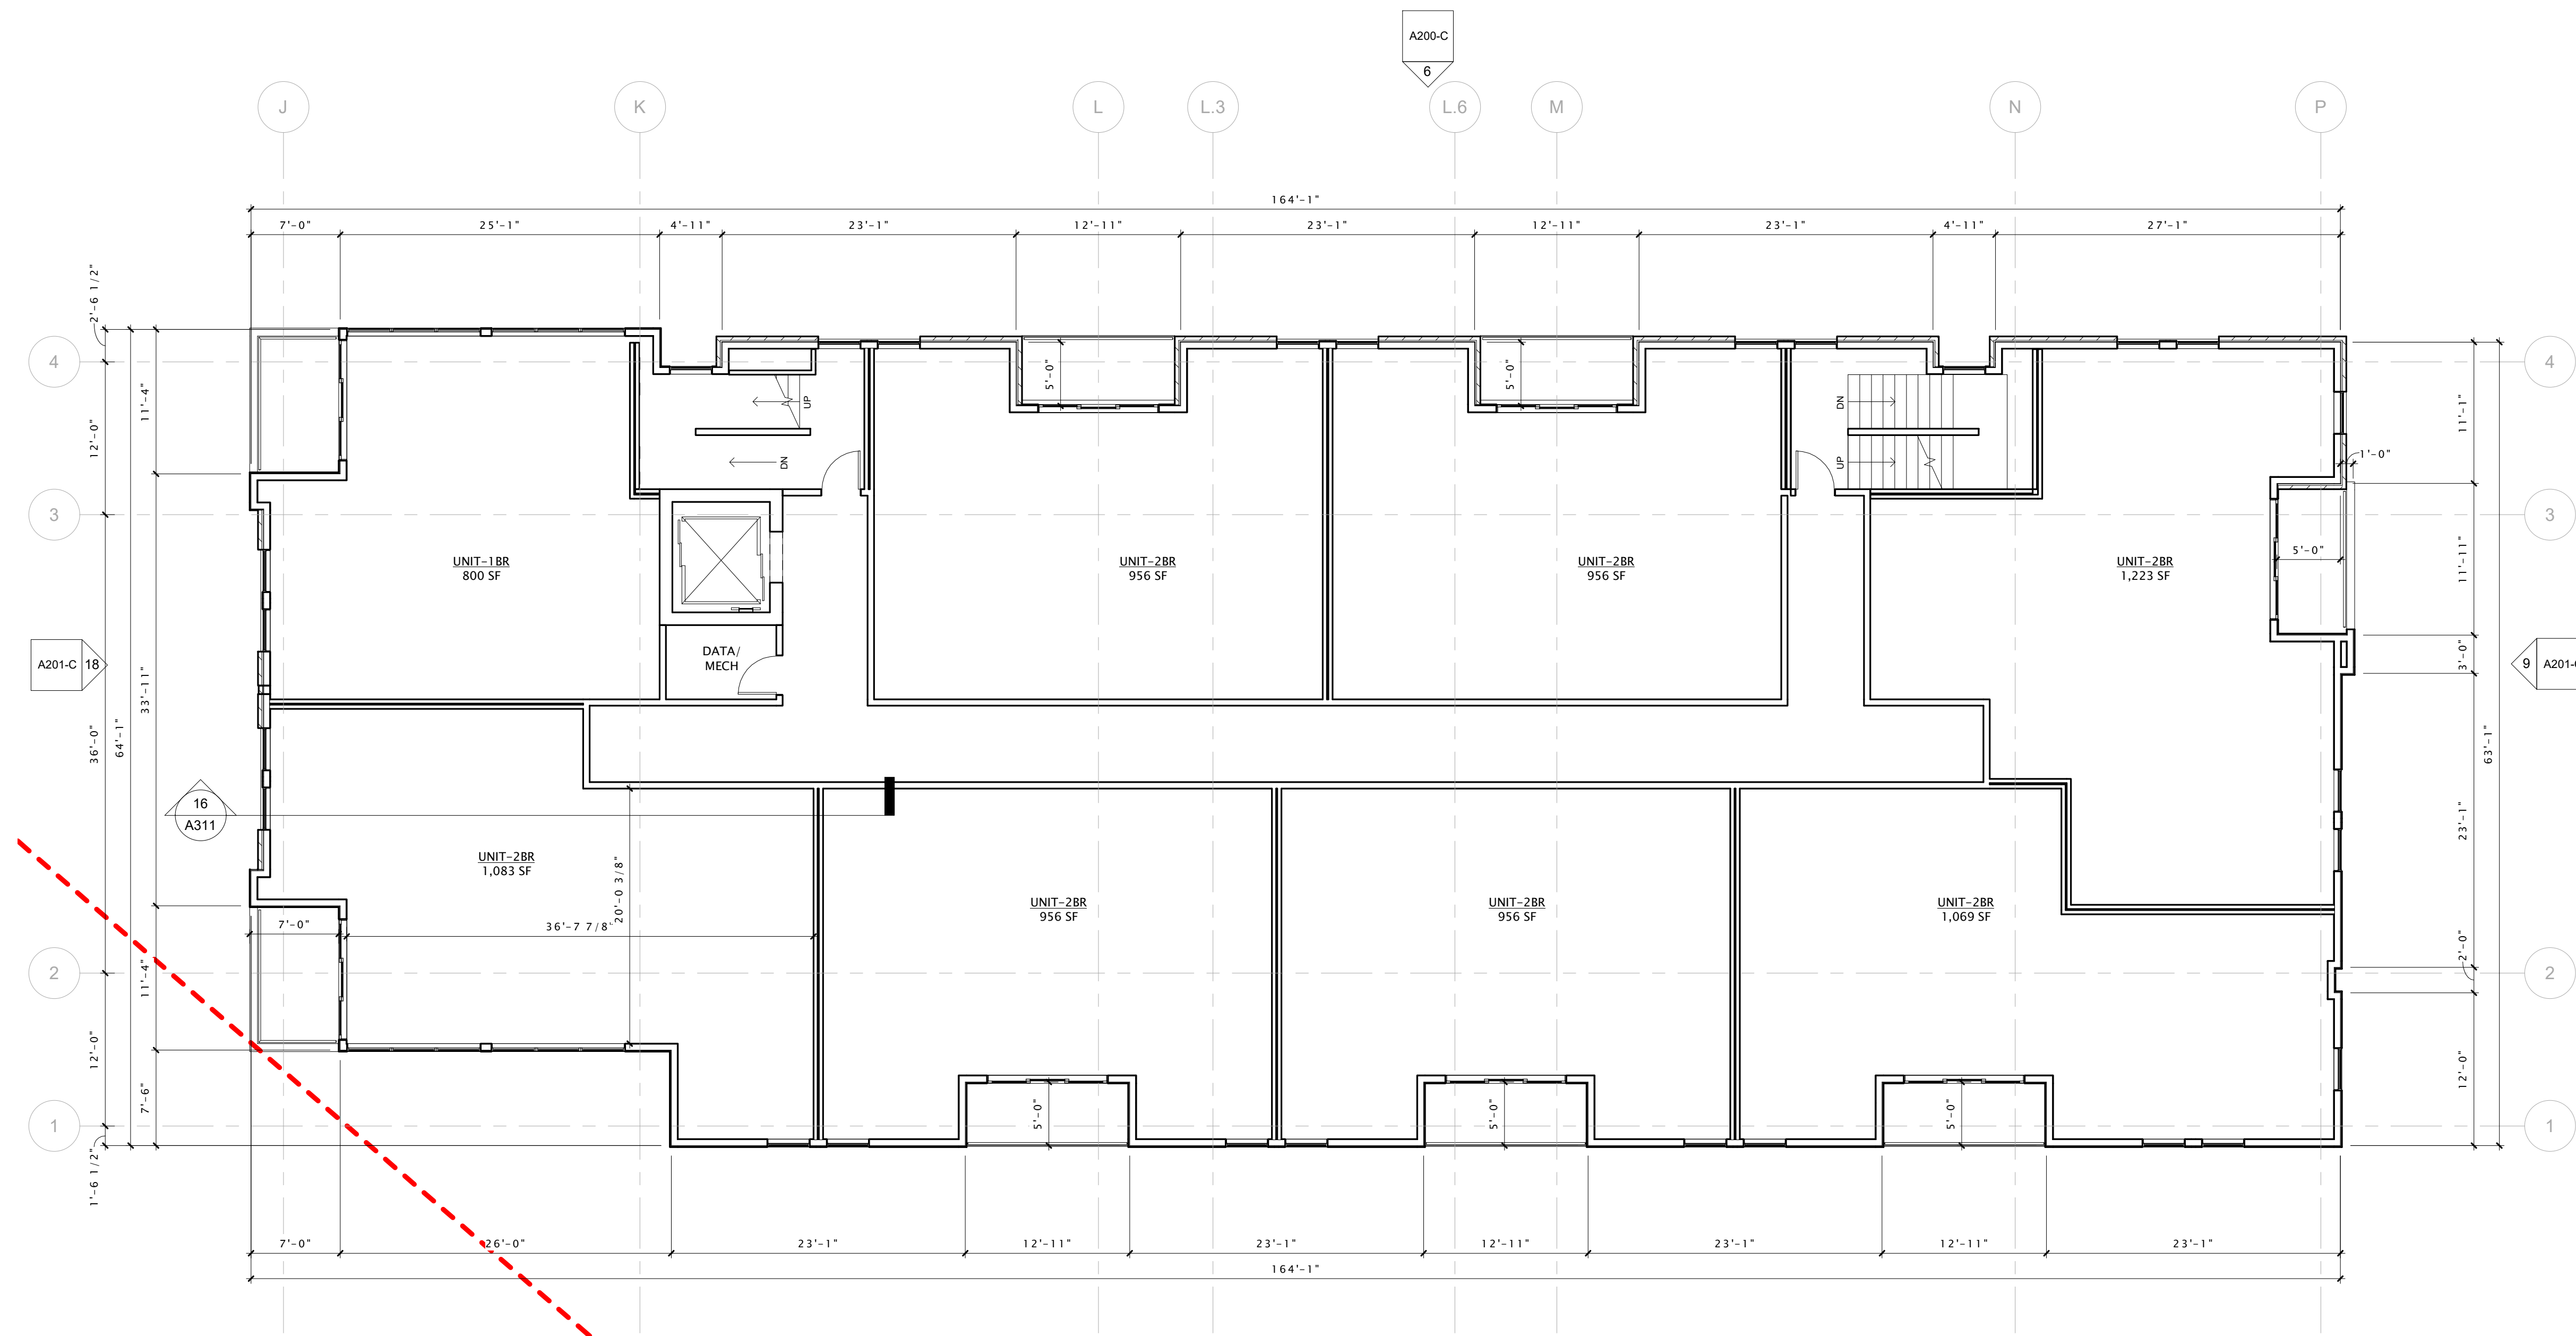 A200-C
6
J
K
L
L.3
L.6
M
N
P
164'-1"
7'-0"
25'-1"
4'-11"
23'-1"
12'-11"
23'-1"
12'-11"
23'-1"
4'-11"
27'-1"
2'-6 1/2"
4
4
11'-4"
12'-0"
5'-0"
5'-0"
UP
DN
DN
UP
11'-1"
1'-0"
3
3
UNIT-1BR
800 SF
UNIT-2BR
956 SF
UNIT-2BR
956 SF
UNIT-2BR
1,223 SF
5'-0"
11'-11"
A201-C 18
DATA/
MECH
3'-0"
9
33'-11"
36'-0"
64'-1"
63'-1"
16
A311
23'-1"
UNIT-2BR
1,083 SF
20'-0 3/8"
36'-7 7/8"
7'-0"
UNIT-2BR
956 SF
UNIT-2BR
956 SF
UNIT-2BR
1,069 SF
2'-0"
2
2
11'-4"
12'-0"
7'-6"
5'-0"
5'-0"
5'-0"
12'-0"
1
1
1'-6 1/2"
7'-0"
26'-0"
23'-1"
12'-11"
23'-1"
12'-11"
23'-1"
12'-11"
23'-1"
164'-1"